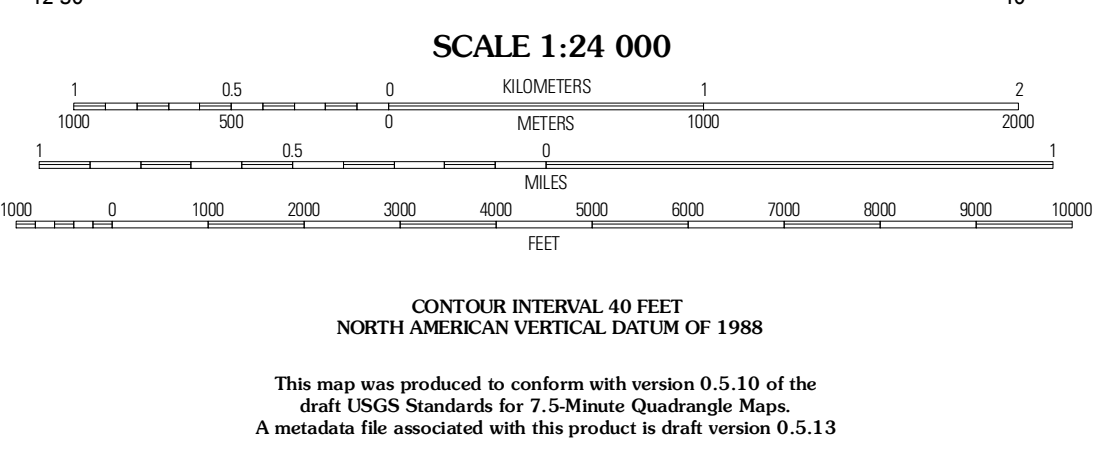 SCALE 1:24 000
1 0.5 0 KILOMETERS 1 2
1000 500 0 METERS 1000 2000
1 0.5 0 1
MILES
1000 0 1000 2000 3000 4000 5000 6000 7000 8000 9000 10000
FEET
CONTOUR INTERVAL 40 FEET
NORTH AMERICAN VERTICAL DATUM OF 1988
This map was produced to conform with version 0.5.10 of the
draft USGS Standards for 7.5-Minute Quadrangle Maps.
A metadata file associated with this product is draft version 0.5.13